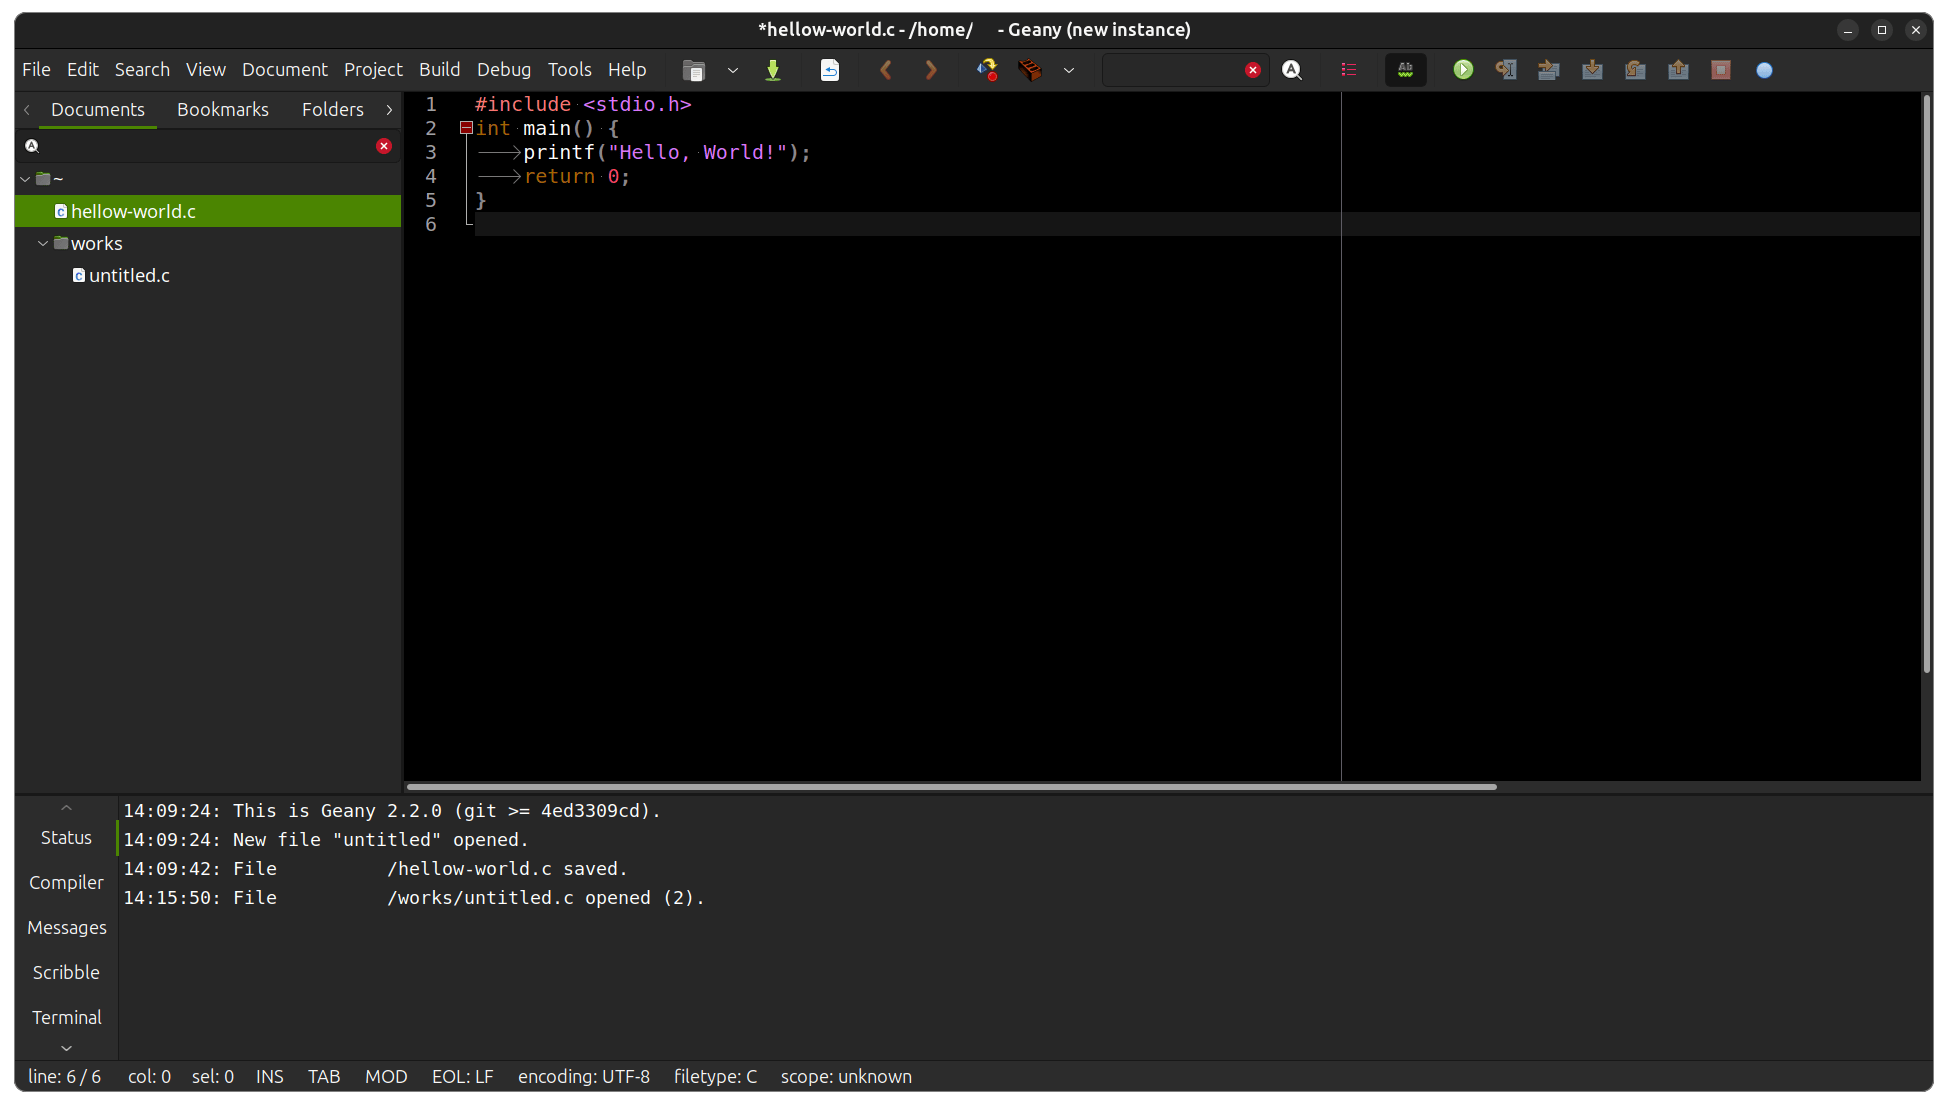 *hellow-world.c - /home/ - Geany (new instance)
File Edit Search View Document Project Build Debug Tools Help
Documents Bookmarks Folders
~
hellow-world.c
works
untitled.c
1 #include <stdio.h>
2 int main() {
3 printf("Hello, World!");
4 return 0;
5 }
6
Status
Compiler
Messages
Scribble
Terminal
14:09:24: This is Geany 2.2.0 (git >= 4ed3309cd).
14:09:24: New file "untitled" opened.
14:09:42: File /hellow-world.c saved.
14:15:50: File /works/untitled.c opened (2).
line: 6 / 6 col: 0 sel: 0 INS TAB MOD EOL: LF encoding: UTF-8 filetype: C scope: unknown